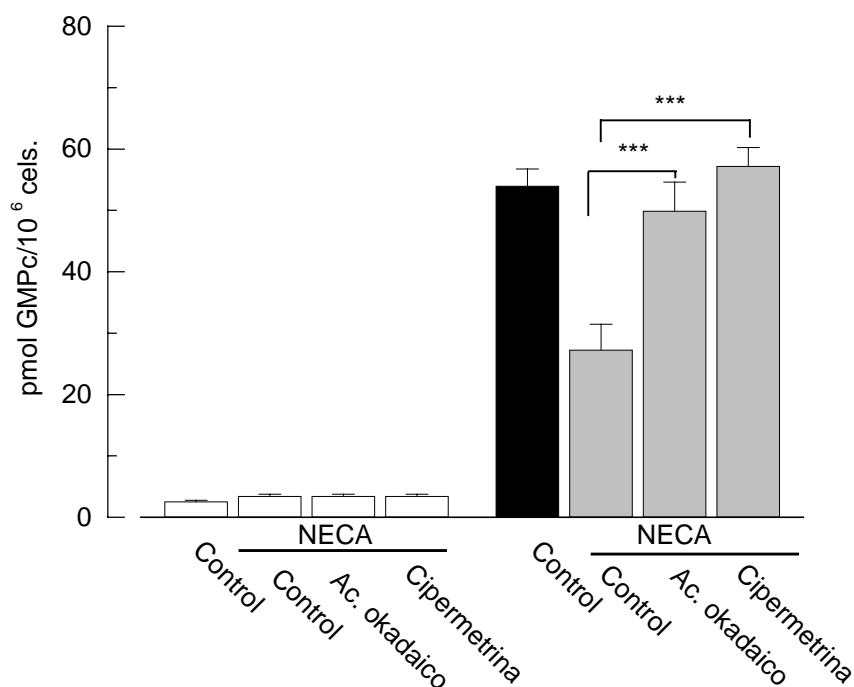 80
60
40
20
0
pmol GMPc/10 6 cels.
***
***
NECA
NECA
Control
Control
Ac. okadaico
Cipermetrina
Control
Control
Ac. okadaico
Cipermetrina